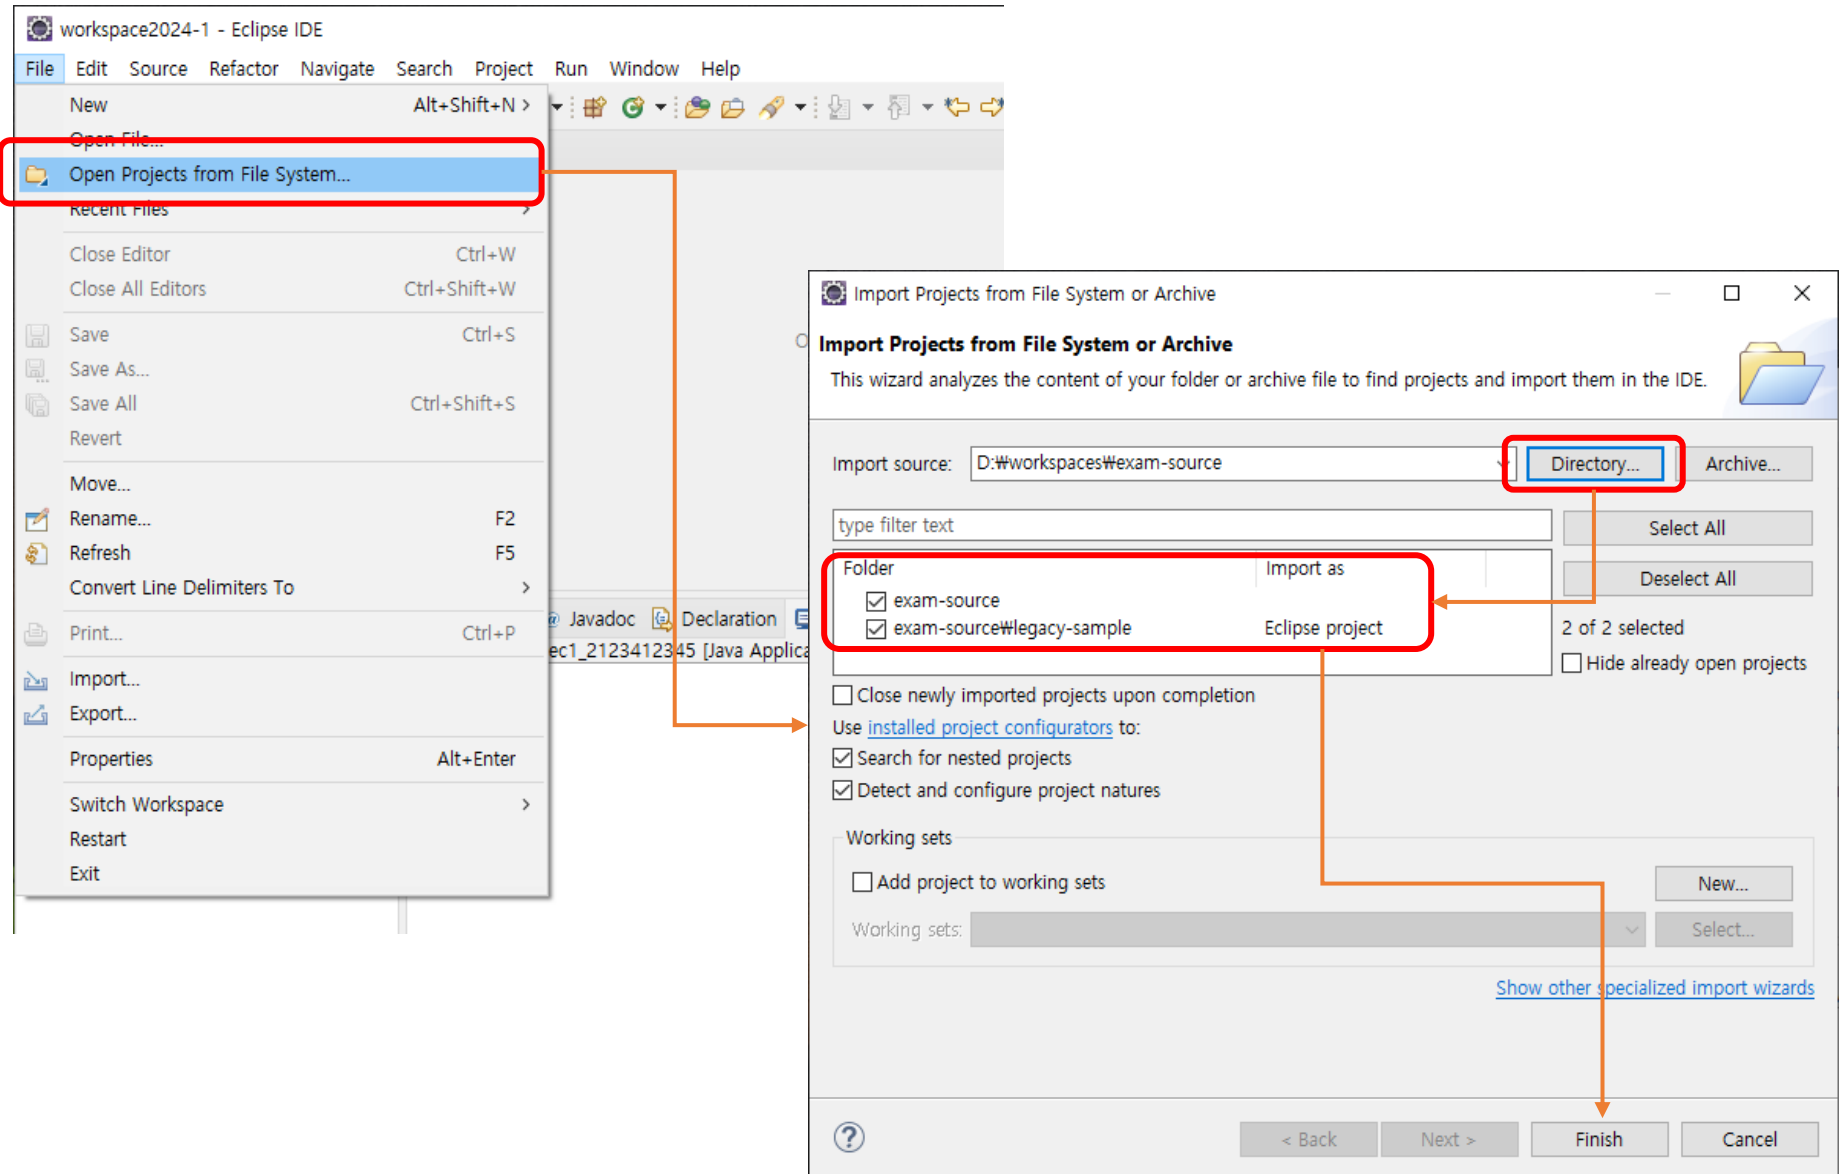 workspace2024-1 - Eclipse IDE
File Edit Source Refactor Navigate Search Project Run Window Help
New Alt+Shift+N >
Open File...
Open Projects from File System...
Recent Files >
Close Editor Ctrl+W
Close All Editors Ctrl+Shift+W
Save Ctrl+S
Save As...
Save All Ctrl+Shift+S
Revert
Move...
Rename... F2
Refresh F5
Convert Line Delimiters To >
Print... Ctrl+P
Import...
Export...
Properties Alt+Enter
Switch Workspace >
Restart
Exit
@ Javadoc Declaration
ec1_2123412345 [Java Applica
Import Projects from File System or Archive
Import Projects from File System or Archive
This wizard analyzes the content of your folder or archive file to find projects and import them in the IDE.
Import source: D:₩workspaces₩exam-source Directory... Archive...
type filter text Select All
Folder Import as Deselect All
exam-source
exam-source₩legacy-sample Eclipse project 2 of 2 selected
Hide already open projects
Close newly imported projects upon completion
Use installed project configurators to:
Search for nested projects
Detect and configure project natures
Working sets
Add project to working sets New...
Working sets: Select...
Show other specialized import wizards
? < Back Next > Finish Cancel